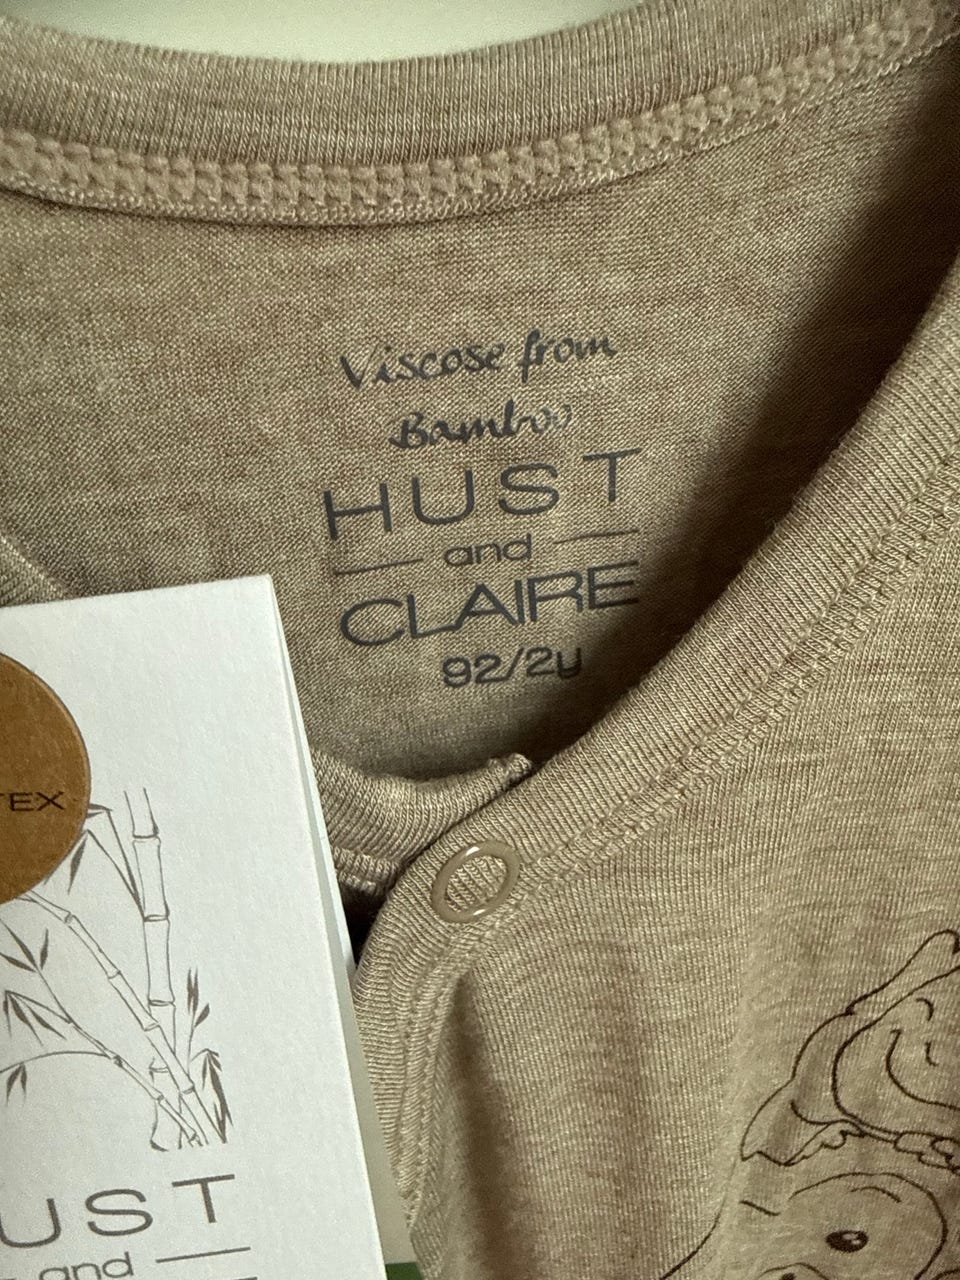 Viscose from
Bamboo
HUST
and
CLAIRE
92/2y
TEX
UST
and